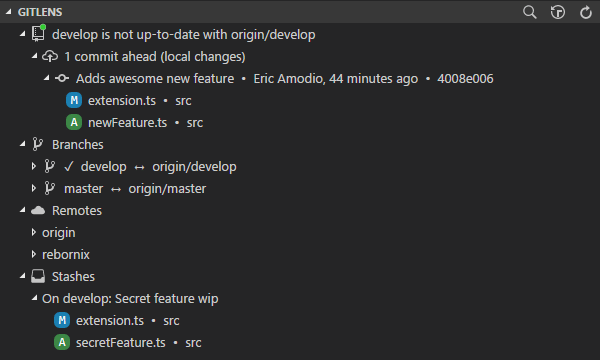 GITLENS
develop is not up-to-date with origin/develop
1 commit ahead (local changes)
Adds awesome new feature • Eric Amodio, 44 minutes ago • 4008e006
M extension.ts • src
A newFeature.ts • src
Branches
✓ develop ↔ origin/develop
master ↔ origin/master
Remotes
origin
rebornix
Stashes
On develop: Secret feature wip
M extension.ts • src
A secretFeature.ts • src